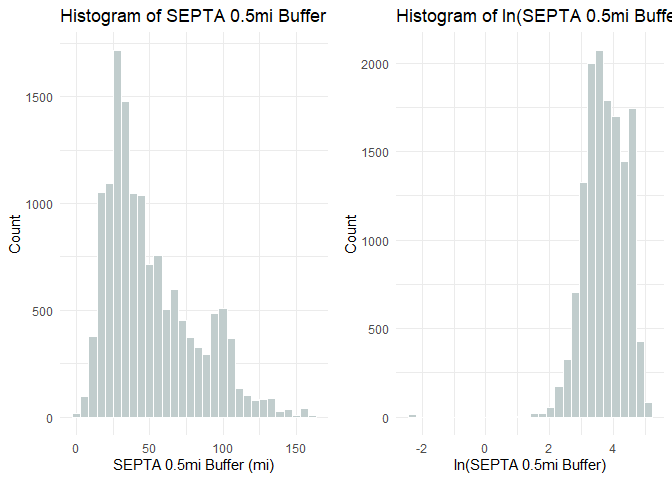 Histogram of SEPTA 0.5mi Buffer
Count
1500
1000
500
0
0 50 100 150
SEPTA 0.5mi Buffer (mi)
Histogram of ln(SEPTA 0.5mi Buffe
Count
2000
1500
1000
500
0
-2 0 2 4
ln(SEPTA 0.5mi Buffer)